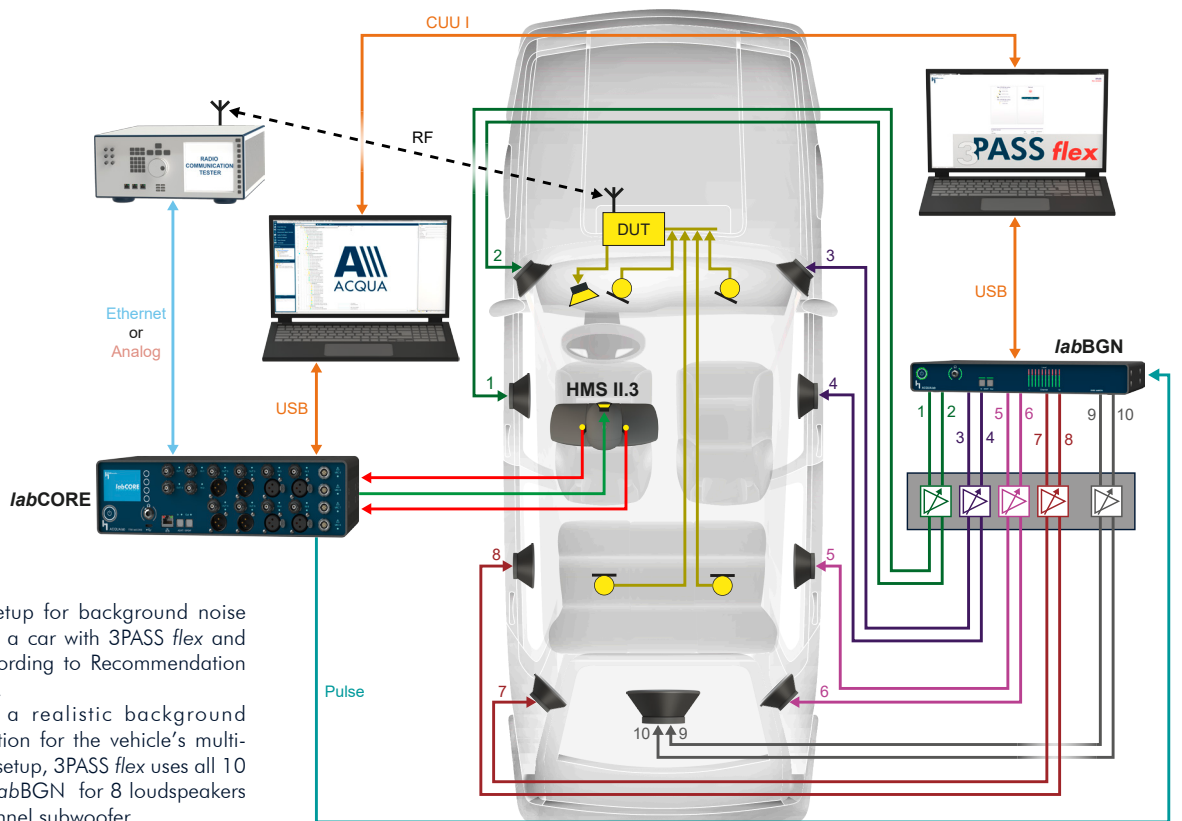 CUU I
RF
RADIO
COMMUNICATION
TESTER
3PASS flex
DUT
ACQUA
2
3
Ethernet
or
Analog
USB
USB
labBGN
1
HMS II.3
4
1 2 3 4 5 6 7 8 9 10
labCORE
labCORE
8
5
etup for background noise
a car with 3PASS flex and
ording to Recommendation
a realistic background
tion for the vehicle's multi-
setup, 3PASS flex uses all 10
abBGN for 8 loudspeakers
nnel subwoofer
Pulse
7
6
10 9